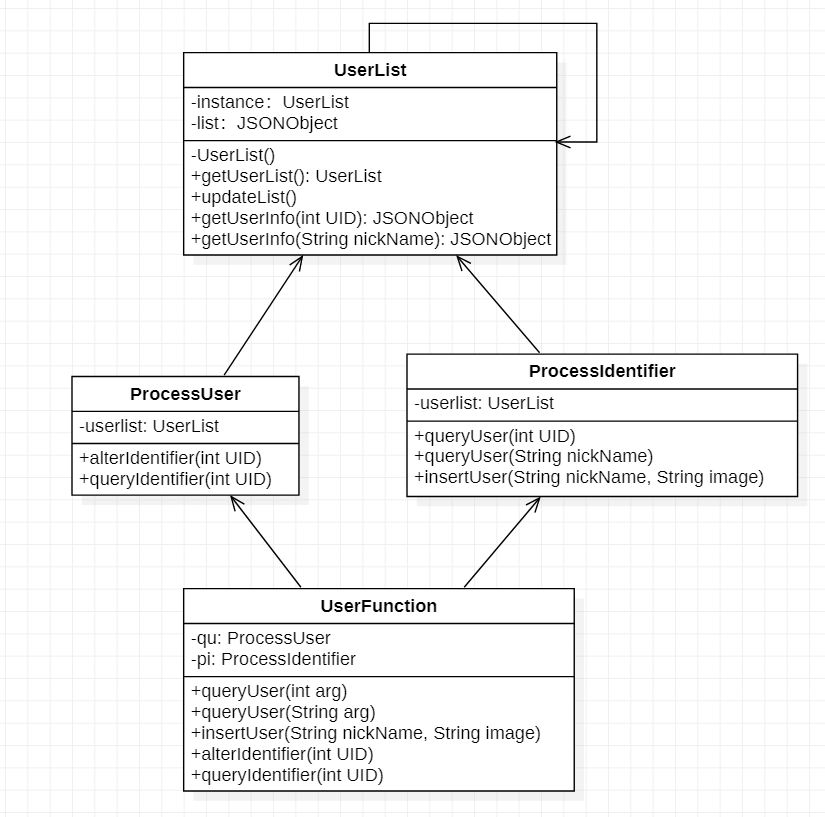 UserList
-instance：UserList
-list：JSONObject
-UserList()
+getUserList(): UserList
+updateList()
+getUserInfo(int UID): JSONObject
+getUserInfo(String nickName): JSONObject
ProcessUser
-userlist: UserList
+alterIdentifier(int UID)
+queryIdentifier(int UID)
ProcessIdentifier
-userlist: UserList
+queryUser(int UID)
+queryUser(String nickName)
+insertUser(String nickName, String image)
UserFunction
-qu: ProcessUser
-pi: ProcessIdentifier
+queryUser(int arg)
+queryUser(String arg)
+insertUser(String nickName, String image)
+alterIdentifier(int UID)
+queryIdentifier(int UID)